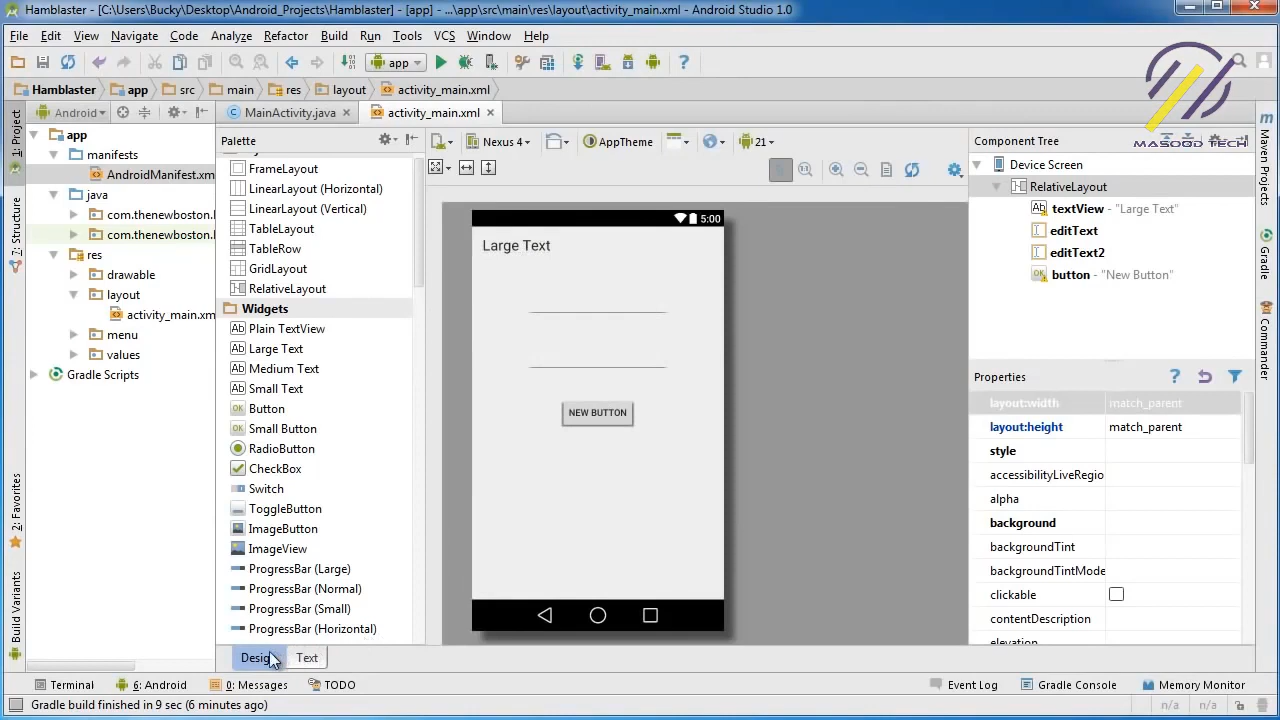 Hamblaster - [C:\Users\Bucky\Desktop\Android_Projects\Hamblaster] - [app] - ...\app\src\main\res\layout\activity_main.xml - Android Studio 1.0
File Edit View Navigate Code Analyze Refactor Build Run Tools VCS Window Help
app
Hamblaster app src main res layout activity_main.xml
MASOOD TECH
1: Project
7: Structure
2: Favorites
Build Variants
Android
app
manifests
AndroidManifest.xm
java
com.thenewboston.
com.thenewboston.
res
drawable
layout
activity_main.xm
menu
values
Gradle Scripts
MainActivity.java
activity_main.xml
Palette
FrameLayout
LinearLayout (Horizontal)
LinearLayout (Vertical)
TableLayout
TableRow
GridLayout
RelativeLayout
Widgets
Ab Plain TextView
Ab Large Text
Ab Medium Text
Ab Small Text
OK Button
OK Small Button
RadioButton
CheckBox
Switch
ToggleButton
ImageButton
ImageView
ProgressBar (Large)
ProgressBar (Normal)
ProgressBar (Small)
ProgressBar (Horizontal)
Design Text
Nexus 4 AppTheme 21
5:00
Large Text
NEW BUTTON
Component Tree
Device Screen
RelativeLayout
Ab textView - "Large Text"
editText
editText2
OK button - "New Button"
Properties
layout:width match_parent
layout:height match_parent
style
accessibilityLiveRegio
alpha
background
backgroundTint
backgroundTintMode
clickable
contentDescription
elevation
Maven Projects
Gradle
Commander
Terminal 6: Android 0: Messages TODO Event Log Gradle Console Memory Monitor
Gradle build finished in 9 sec (6 minutes ago) n/a n/a